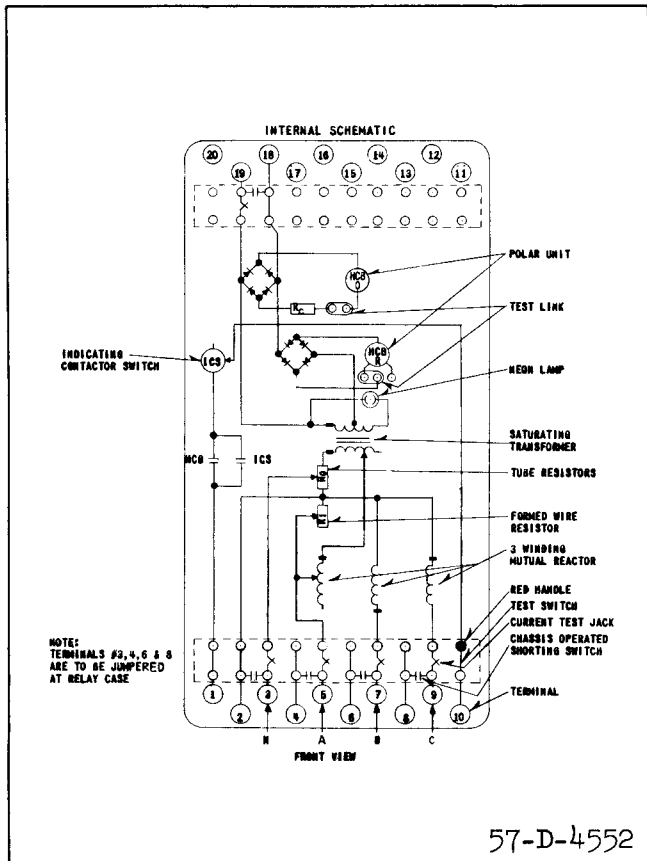 INTERNAL SCHEMATIC
20 18 16 14 12
19 17 15 13 11
HCB
O
POLAR UNIT
RC
TEST LINK
INDICATING
CONTACTOR SWITCH
ICS
HCB
R
NEON LAMP
SATURATING
TRANSFORMER
HCB ICS
R0
TUBE RESISTORS
R1
FORMED WIRE
RESISTOR
3 WINDING
MUTUAL REACTOR
RED HANDLE
TEST SWITCH
CURRENT TEST JACK
CHASSIS OPERATED
SHORTING SWITCH
NOTE:
TERMINALS #3,4,6 & 8
ARE TO BE JUMPERED
AT RELAY CASE
1 3 5 7 9
2 4 6 8 10
TERMINAL
N A B C
FRONT VIEW
57-D-4552